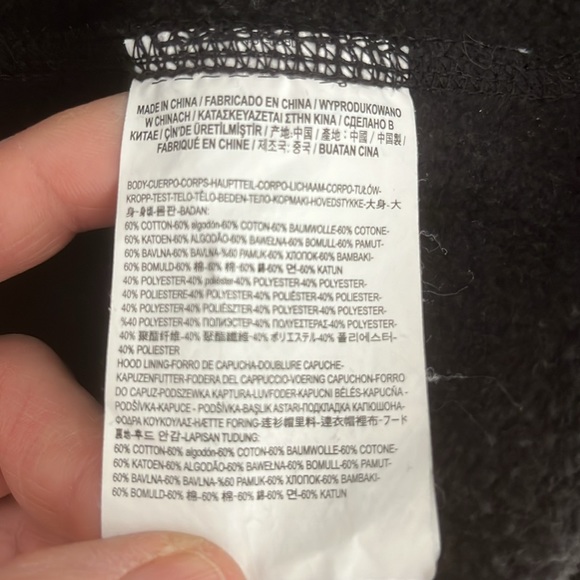 MADE IN CHINA / FABRICADO EN CHINA / WYPRODUKOWANO
W CHINACH / ΚΑΤΑΣΚΕΥΑΖΕΤΑΙ ΣΤΗΝ ΚΙΝΑ / СДЕЛАНО В
КИТАЕ / ÇİN'DE ÜRETİLMİŞTİR / 产地: 中国 / 產地: 中國 / 中国製 /
FABRIQUÉ EN CHINE / 제조국: 중국 / BUATAN CINA
BODY-CUERPO-CORPS-HAUPTTEIL-CORPO-LICHAAM-CORPO-TUŁÓW-
KROPP-TEST-TELO-TĚLO-BEDEN-ТЕЛО-ΚΟΡΜΑΚΙ-HOVEDSTYKKE-大身-大
身-身頃-몸판-BADAN:
60% COTTON-60% algodón-60% COTON-60% BAUMWOLLE-60% COTONE-
60% KATOEN-60% ALGODÃO-60% BAWEŁNA-60% BOMULL-60% PAMUT-
60% BAVLNA-60% BAVLNA-%60 PAMUK-60% ХЛОПОК-60% ΒΑΜΒΑΚΙ-
60% BOMULD-60% 棉-60% 棉-60% 綿-60% 면-60% KATUN
40% POLYESTER-40% poliéster-40% POLYESTER-40% POLYESTER-
40% POLIESTERE-40% POLYESTER-40% POLIÉSTER-40% POLIESTER-
40% POLYESTER-40% POLIÉSZTER-40% POLYESTER-40% POLYESTER-
%40 POLYESTER-40% ПОЛИЭСТЕР-40% ΠΟΛΥΕΣΤΕΡΑΣ-40% POLYESTER-
40% 聚酯纤维-40% 聚酯纖維-40% ポリエステル-40% 폴리에스터-
40% POLIESTER
HOOD LINING-FORRO DE CAPUCHA-DOUBLURE CAPUCHE-
KAPUZENFUTTER-FODERA DEL CAPPUCCIO-VOERING CAPUCHON-FORRO
DO CAPUZ-PODSZEWKA KAPTURA-LUVFODER-KAPUCNI BÉLÉS-KAPUCŇA -
PODŠÍVKA-KAPUCE - PODŠÍVKA-BAŞLIK ASTARI-ПОДКЛАДКА КАПЮШОНА-
ΦΟΔΡΑ ΚΟΥΚΟΥΛΑΣ-HÆTTE FORING-连衫帽里料-連衣帽裡布-フード
裏地-후드 안감-LAPISAN TUDUNG:
60% COTTON-60% algodón-60% COTON-60% BAUMWOLLE-60% COTONE-
60% KATOEN-60% ALGODÃO-60% BAWEŁNA-60% BOMULL-60% PAMUT-
60% BAVLNA-60% BAVLNA-%60 PAMUK-60% ХЛОПОК-60% ΒΑΜΒΑΚΙ-
60% BOMULD-60% 棉-60% 棉-60% 綿-60% 면-60% KATUN